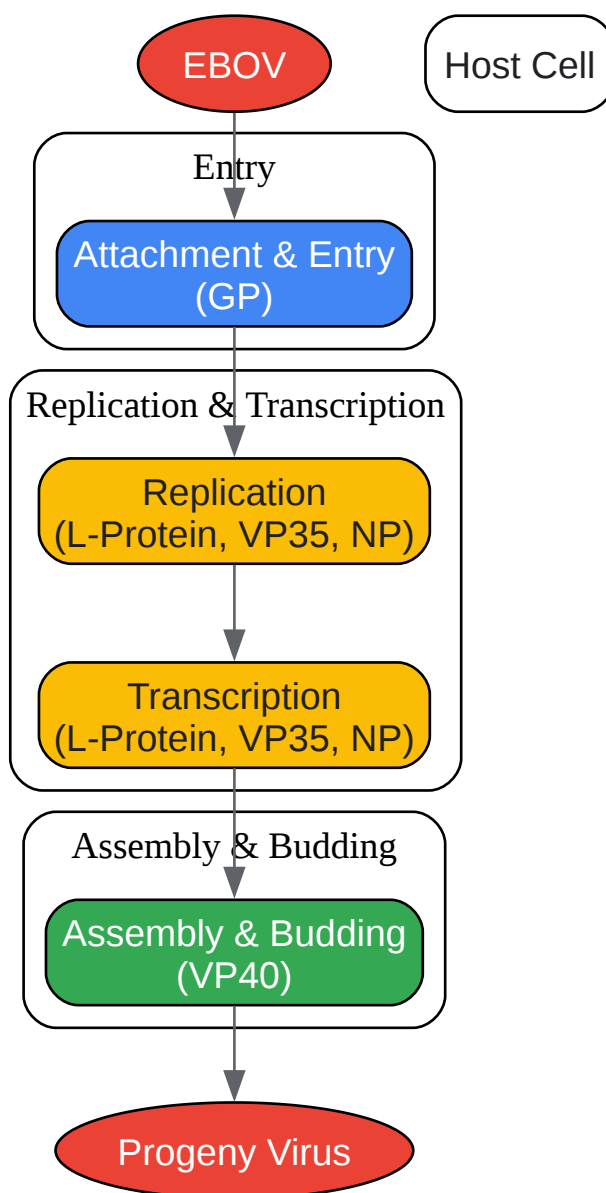 EBOV
Host Cell
Entry
Attachment & Entry
(GP)
Replication & Transcription
Replication
(L-Protein, VP35, NP)
Transcription
(L-Protein, VP35, NP)
Assembly & Budding
Assembly & Budding
(VP40)
Progeny Virus